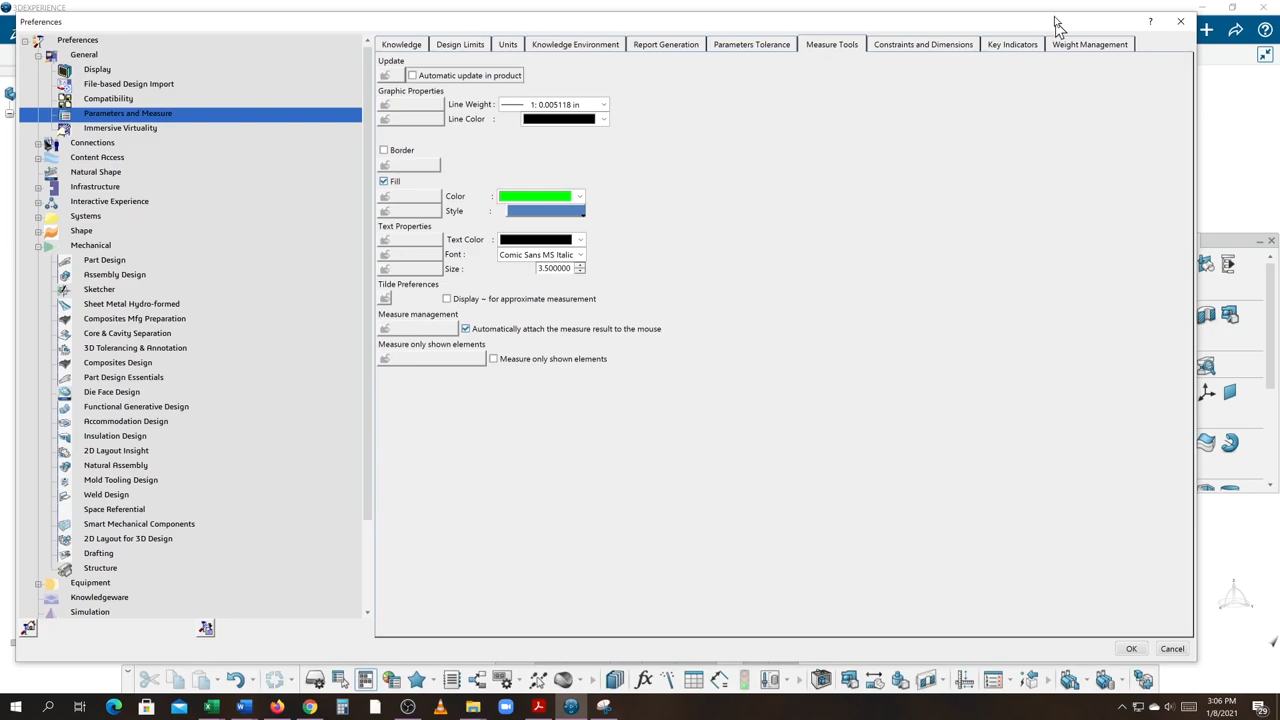 3DEXPERIENCE
Preferences
Preferences
General
Display
File-based Design Import
Compatibility
Parameters and Measure
Immersive Virtuality
Connections
Content Access
Natural Shape
Infrastructure
Interactive Experience
Systems
Shape
Mechanical
Part Design
Assembly Design
Sketcher
Sheet Metal Hydro-formed
Composites Mfg Preparation
Core & Cavity Separation
3D Tolerancing & Annotation
Composites Design
Part Design Essentials
Die Face Design
Functional Generative Design
Accommodation Design
Insulation Design
2D Layout Insight
Natural Assembly
Mold Tooling Design
Weld Design
Space Referential
Smart Mechanical Components
2D Layout for 3D Design
Drafting
Structure
Equipment
Knowledgeware
Simulation
Knowledge Design Limits Units Knowledge Environment Report Generation Parameters Tolerance Measure Tools Constraints and Dimensions Key Indicators Weight Management
Update
Automatic update in product
Graphic Properties
Line Weight : 1: 0.005118 in
Line Color :
Border
Fill
Color :
Style :
Text Properties
Text Color :
Font : Comic Sans MS Italic
Size : 3.500000
Tilde Preferences
Display ~ for approximate measurement
Measure management
Automatically attach the measure result to the mouse
Measure only shown elements
Measure only shown elements
OK Cancel
3:06 PM
1/8/2021
29